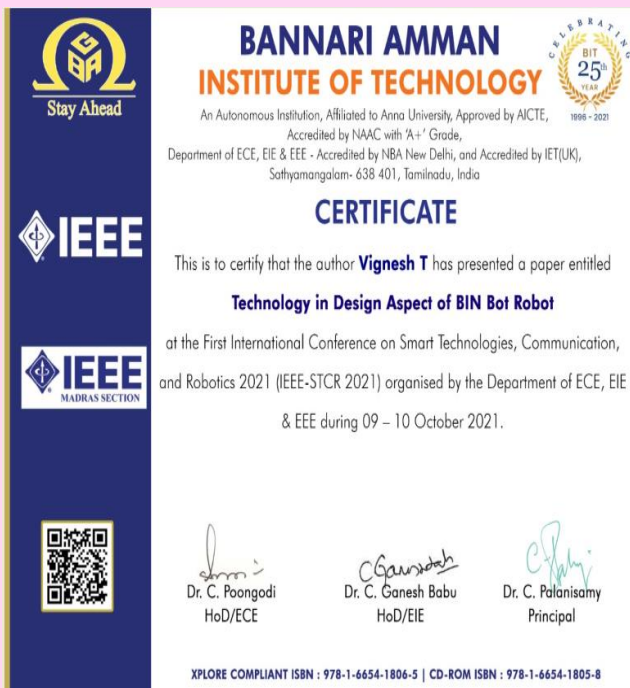 GBA
Stay Ahead
BANNARI AMMAN
INSTITUTE OF TECHNOLOGY
CELEBRATING
BIT
25th
YEAR
1996 - 2021
An Autonomous Institution, Affiliated to Anna University, Approved by AICTE,
Accredited by NAAC with 'A+' Grade,
Department of ECE, EIE & EEE - Accredited by NBA New Delhi, and Accredited by IET(UK),
Sathyamangalam- 638 401, Tamilnadu, India
IEEE
IEEE
MADRAS SECTION
CERTIFICATE
This is to certify that the author Vignesh T has presented a paper entitled
Technology in Design Aspect of BIN Bot Robot
at the First International Conference on Smart Technologies, Communication,
and Robotics 2021 (IEEE-STCR 2021) organised by the Department of ECE, EIE
& EEE during 09 – 10 October 2021.
Dr. C. Poongodi
HoD/ECE
Dr. C. Ganesh Babu
HoD/EIE
Dr. C. Palanisamy
Principal
XPLORE COMPLIANT ISBN : 978-1-6654-1806-5 | CD-ROM ISBN : 978-1-6654-1805-8